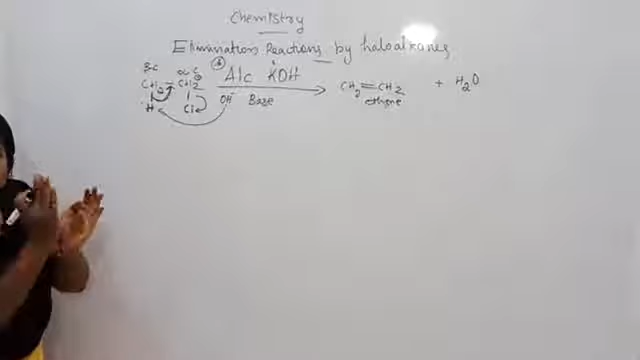 Chemistry
Elimination Reactions by haloalkanes
β-C α-C Alc KOH
CH2 - CH2 CH2=CH2 + H2O
H Cl OH⁻ Base ethene